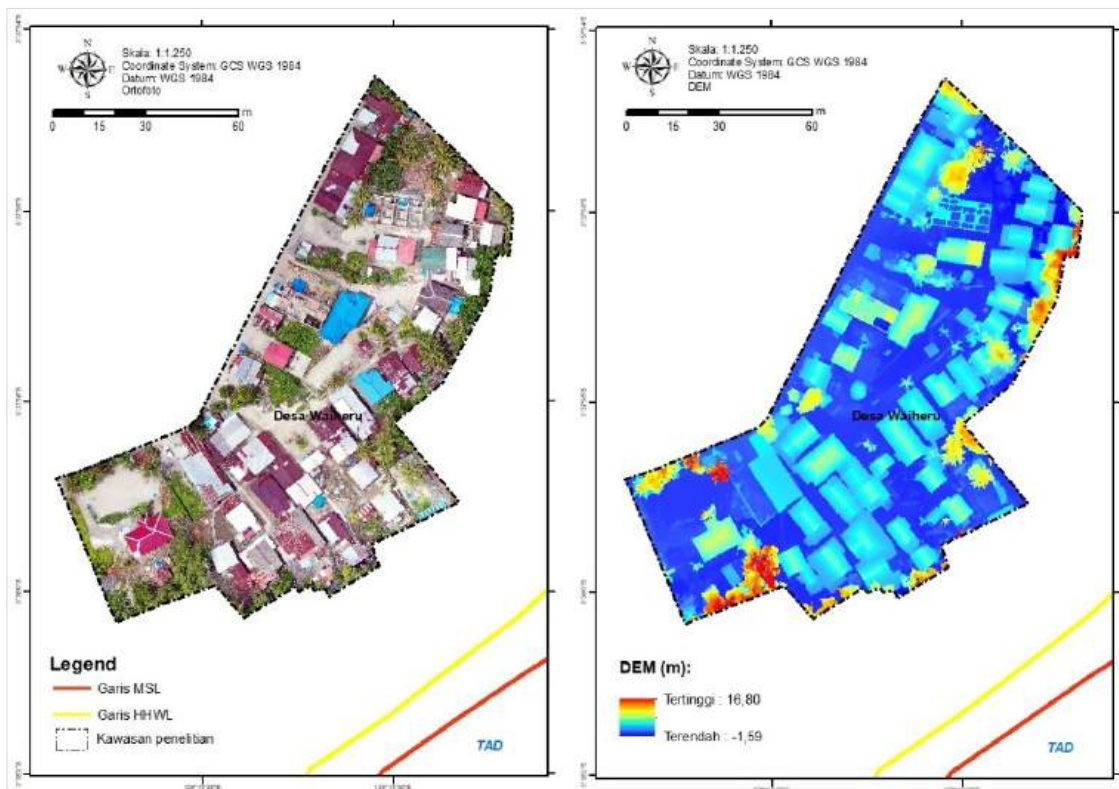 N
W E
S
Skala: 1:1.250
Coordinate System: GCS WGS 1984
Datum: WGS 1984
Ortofoto
0 15 30 60
m
Desa Waiheru
Legend
Garis MSL
Garis HHWL
Kawasan penelitian
TAD
N
W E
S
Skala: 1:1.250
Coordinate System: GCS WGS 1984
Datum: WGS 1984
DEM
0 15 30 60
m
Desa Waiheru
DEM (m):
Tertinggi : 16,80
Terendah : -1,59
TAD